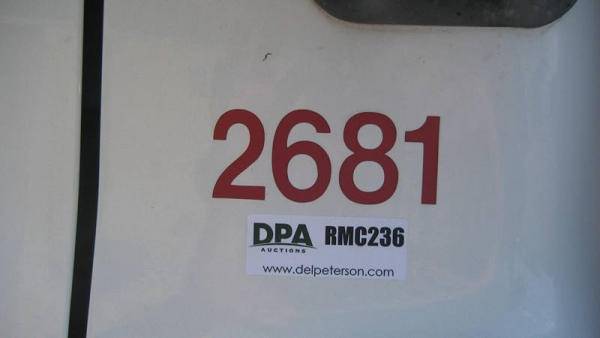 2681
DPA RMC236
AUCTIONS
www.delpeterson.com